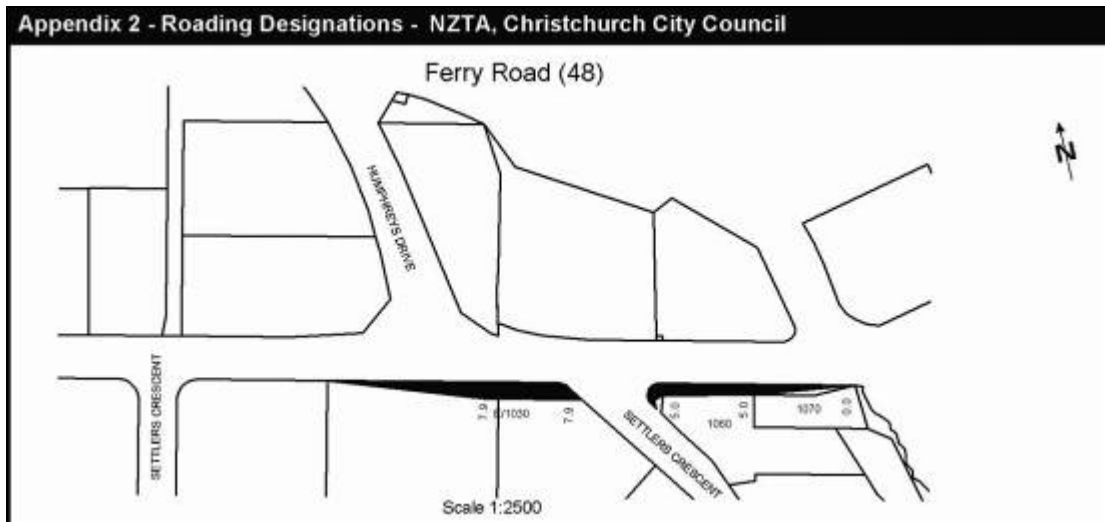 Appendix 2 - Roading Designations - NZTA, Christchurch City Council
Ferry Road (48)
N
HUMPHREYS DRIVE
SETTLERS CRESCENT
7.9
/1030
7.9
SETTLERS CRESCENT
5.0
1060
5.0
1070
0.0
Scale 1:2500